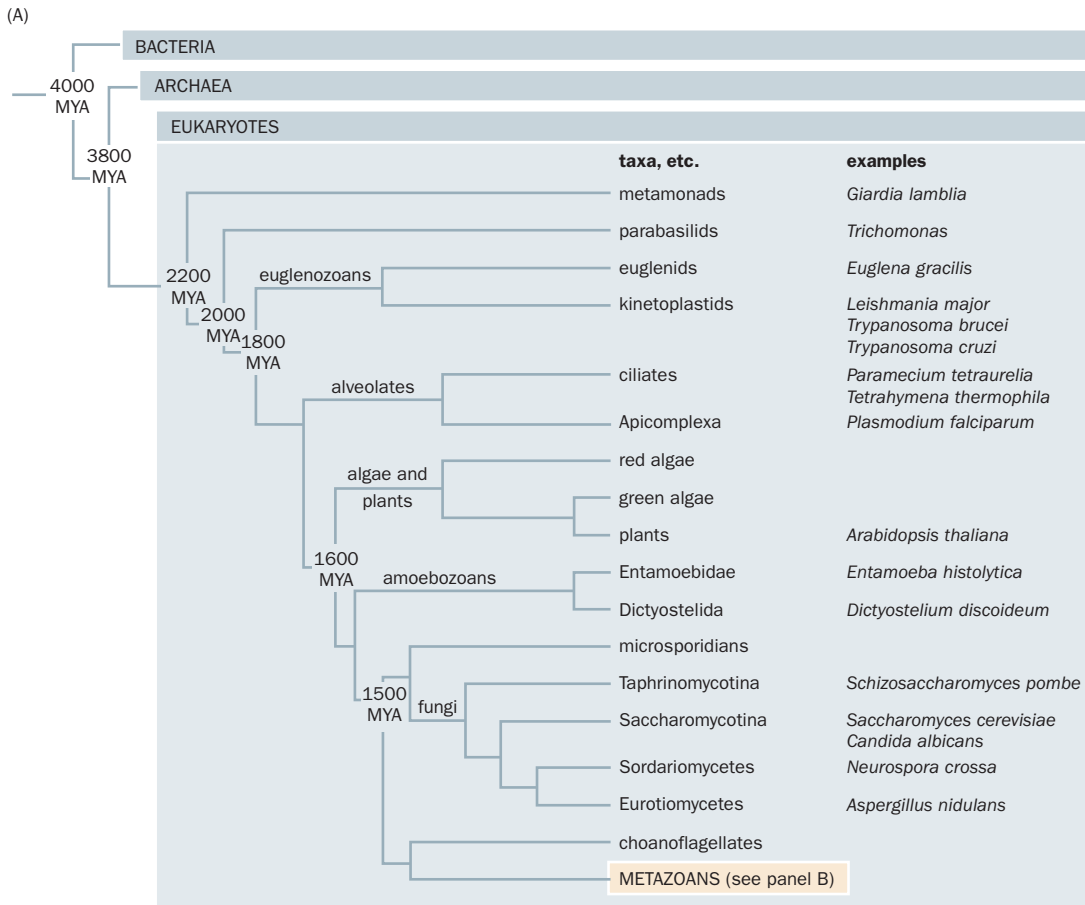 (A)
BACTERIA
4000
MYA
ARCHAEA
EUKARYOTES
3800
MYA
taxa, etc. examples
metamonads Giardia lamblia
parabasilids Trichomonas
2200
MYA
euglenozoans
euglenids Euglena gracilis
kinetoplastids Leishmania major
Trypanosoma brucei
Trypanosoma cruzi
2000
MYA
1800
MYA
alveolates
ciliates Paramecium tetraurelia
Tetrahymena thermophila
Apicomplexa Plasmodium falciparum
algae and
plants
red algae
green algae
plants Arabidopsis thaliana
1600
MYA
amoebozoans
Entamoebidae Entamoeba histolytica
Dictyostelida Dictyostelium discoideum
microsporidians
1500
MYA
fungi
Taphrinomycotina Schizosaccharomyces pombe
Saccharomycotina Saccharomyces cerevisiae
Candida albicans
Sordariomycetes Neurospora crossa
Eurotiomycetes Aspergillus nidulans
choanoflagellates
METAZOANS (see panel B)